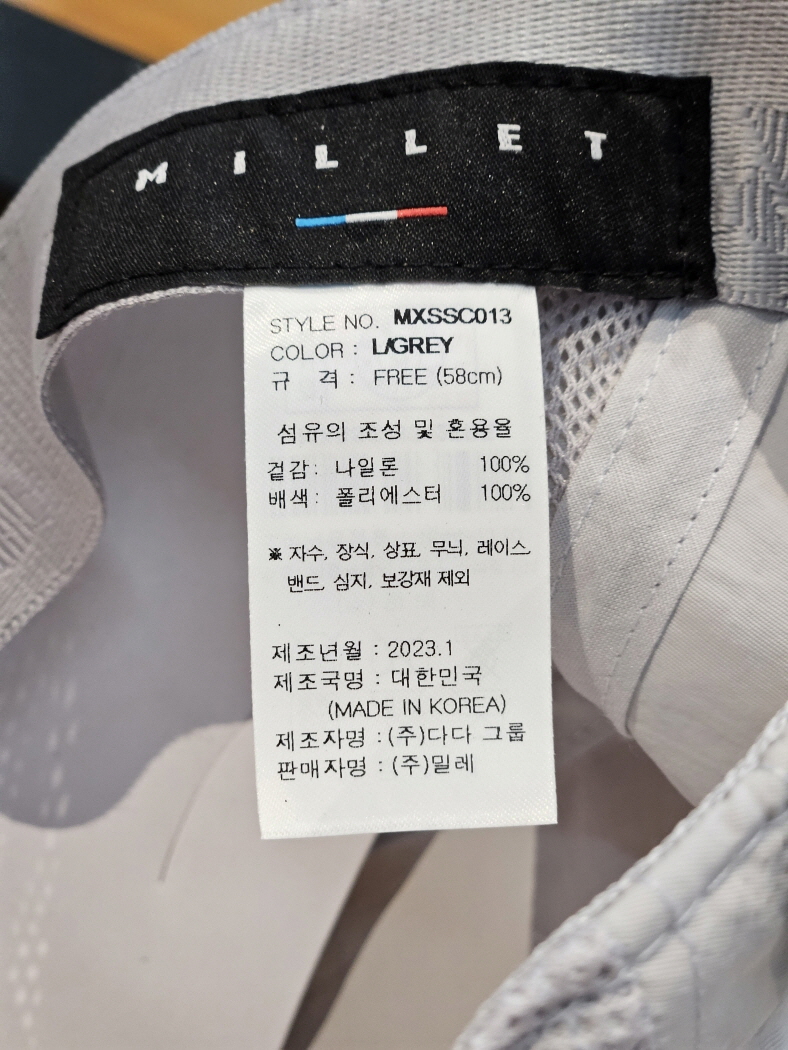 MILLET
STYLE NO. MXSSC013
COLOR : L/GREY
규 격 : FREE (58cm)
섬유의 조성 및 혼용율
겉감: 나일론 100%
배색: 폴리에스터 100%
※ 자수, 장식, 상표, 무늬, 레이스,
밴드, 심지, 보강재 제외
제조년월 : 2023.1
제조국명 : 대한민국
(MADE IN KOREA)
제조자명 : (주)다다 그룹
판매자명 : (주)밀레